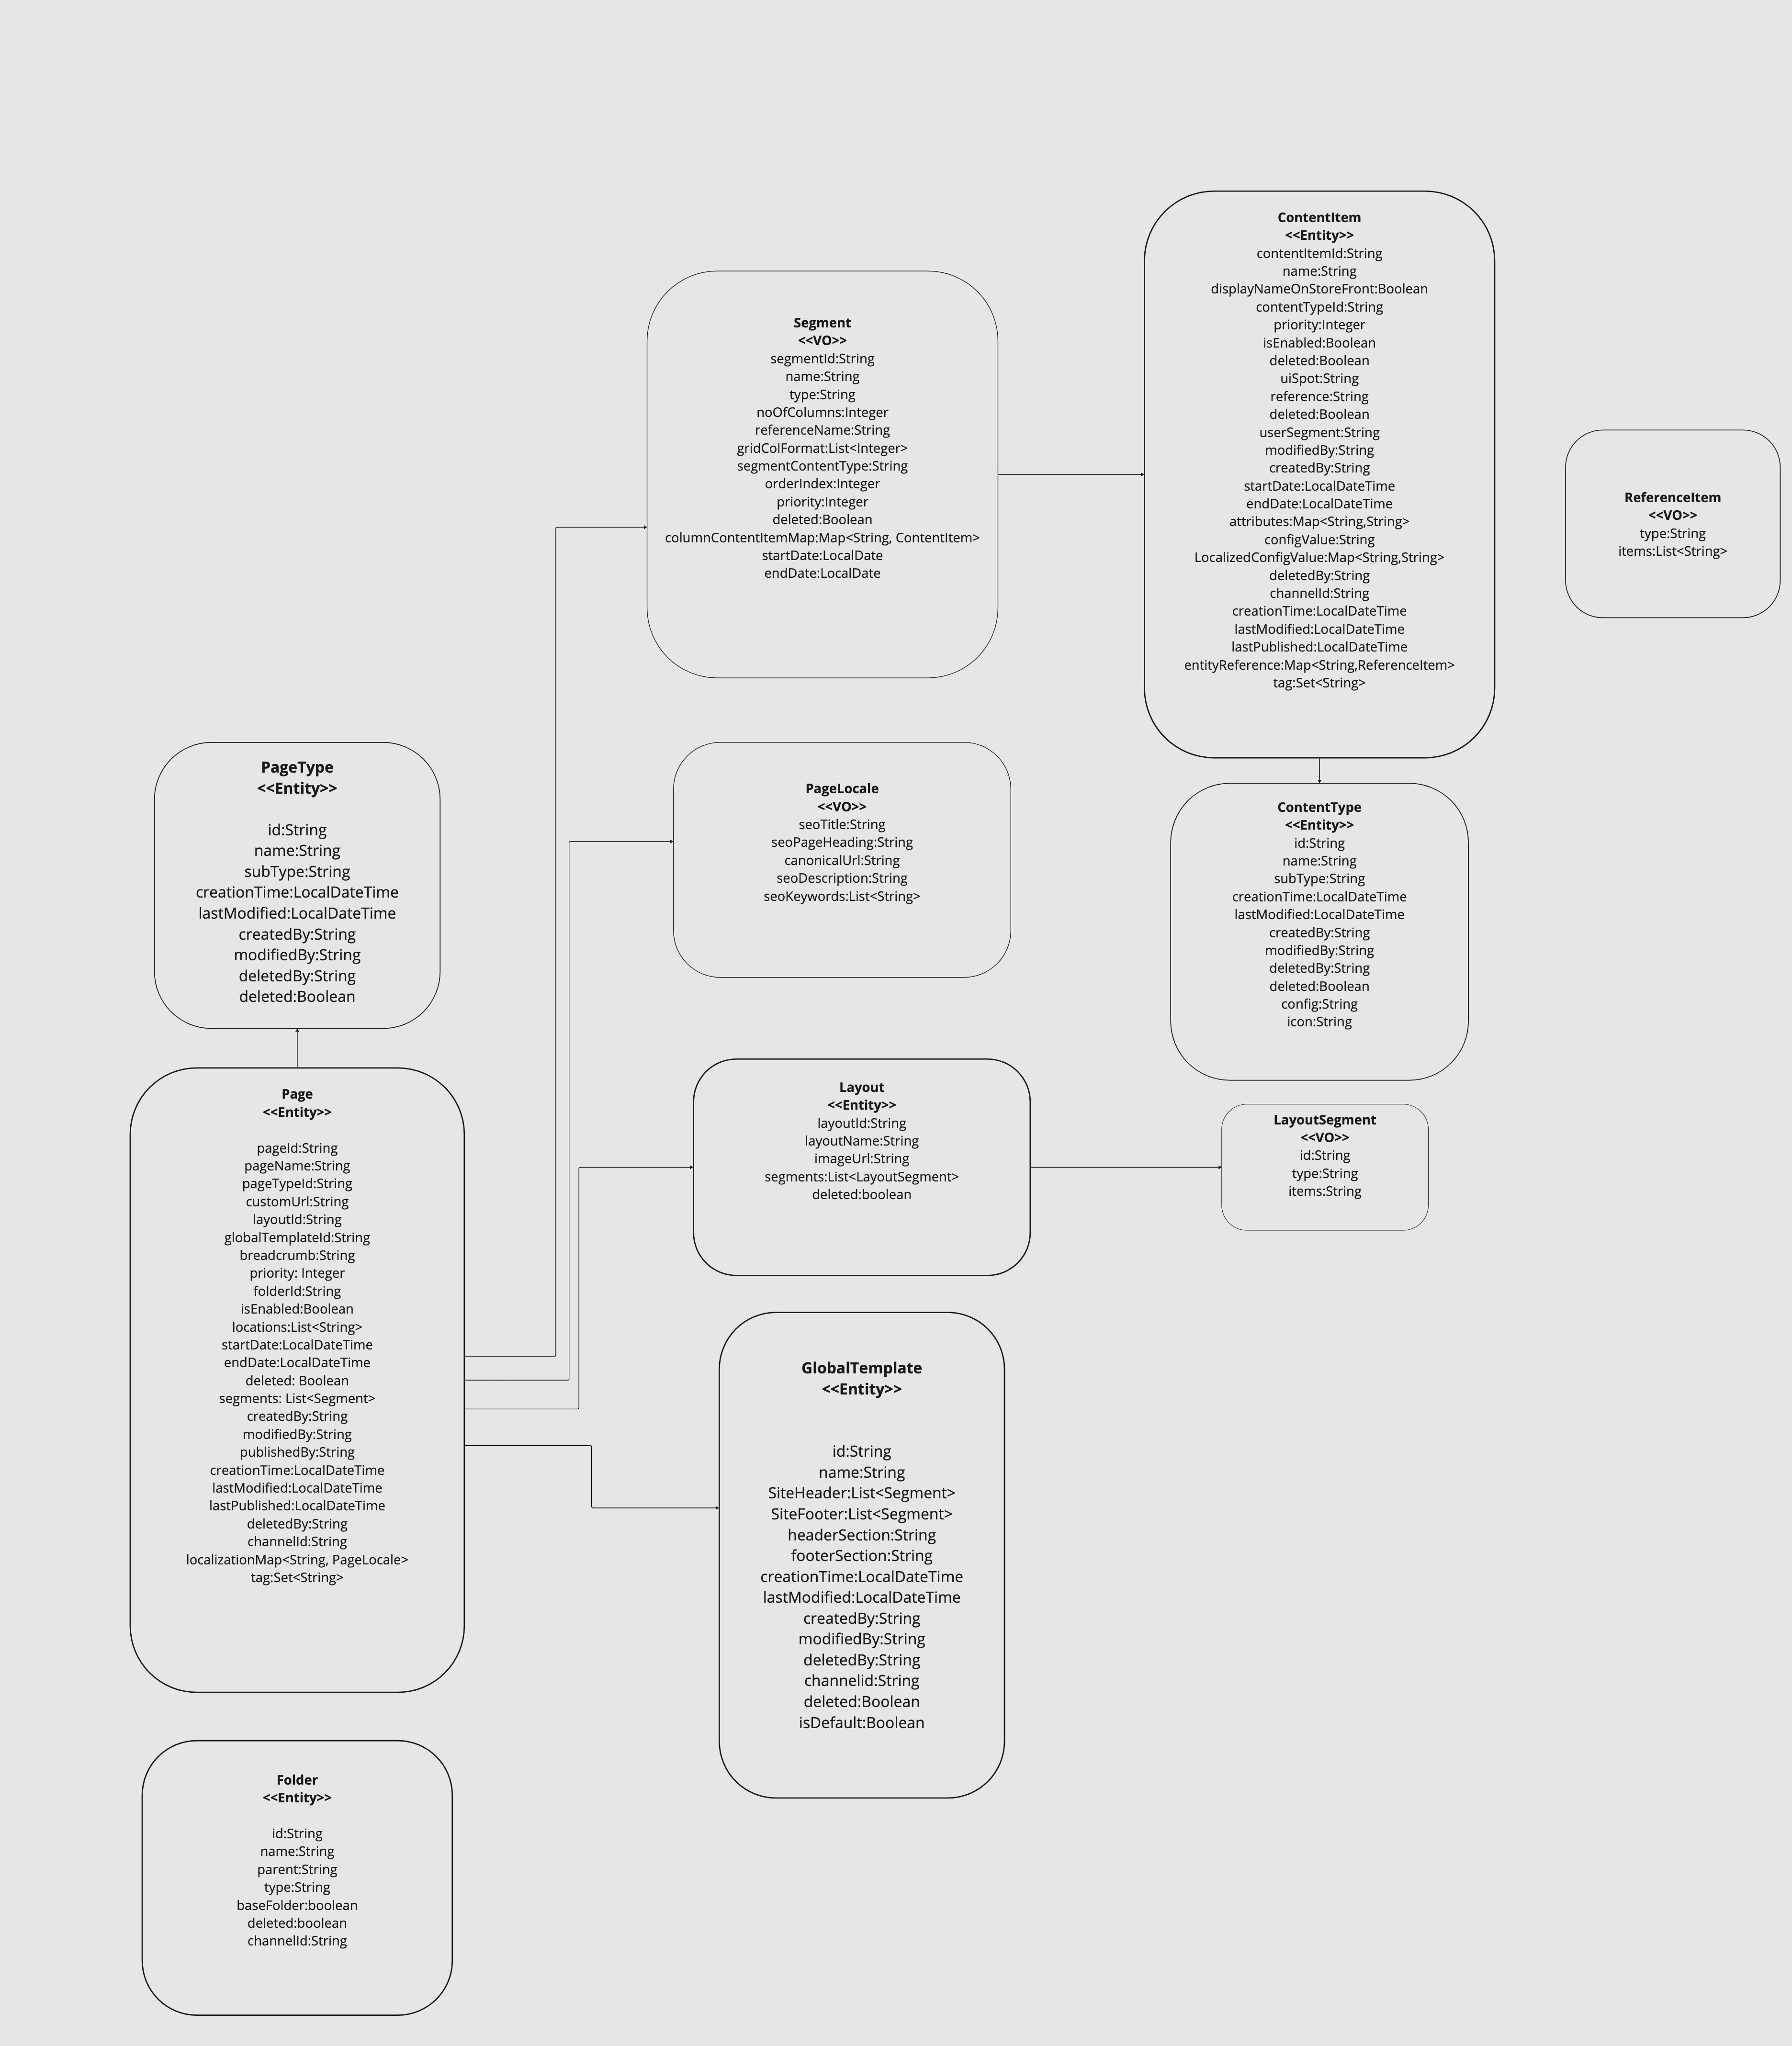 ContentItem
<<Entity>>
contentItemId:String
name:String
displayNameOnStoreFront:Boolean
contentTypeId:String
priority:Integer
isEnabled:Boolean
deleted:Boolean
uiSpot:String
reference:String
deleted:Boolean
userSegment:String
modifiedBy:String
createdBy:String
startDate:LocalDateTime
endDate:LocalDateTime
attributes:Map<String,String>
configValue:String
LocalizedConfigValue:Map<String,String>
deletedBy:String
channelId:String
creationTime:LocalDateTime
lastModified:LocalDateTime
lastPublished:LocalDateTime
entityReference:Map<String,ReferenceItem>
tag:Set<String>
Segment
<<VO>>
segmentId:String
name:String
type:String
noOfColumns:Integer
referenceName:String
gridColFormat:List<Integer>
segmentContentType:String
orderIndex:Integer
priority:Integer
deleted:Boolean
columnContentItemMap:Map<String, ContentItem>
startDate:LocalDate
endDate:LocalDate
ReferenceItem
<<VO>>
type:String
items:List<String>
PageType
<<Entity>>
id:String
name:String
subType:String
creationTime:LocalDateTime
lastModified:LocalDateTime
createdBy:String
modifiedBy:String
deletedBy:String
deleted:Boolean
PageLocale
<<VO>>
seoTitle:String
seoPageHeading:String
canonicalUrl:String
seoDescription:String
seoKeywords:List<String>
ContentType
<<Entity>>
id:String
name:String
subType:String
creationTime:LocalDateTime
lastModified:LocalDateTime
createdBy:String
modifiedBy:String
deletedBy:String
deleted:Boolean
config:String
icon:String
Page
<<Entity>>
pageId:String
pageName:String
pageTypeId:String
customUrl:String
layoutId:String
globalTemplateId:String
breadcrumb:String
priority: Integer
folderId:String
isEnabled:Boolean
locations:List<String>
startDate:LocalDateTime
endDate:LocalDateTime
deleted: Boolean
segments: List<Segment>
createdBy:String
modifiedBy:String
publishedBy:String
creationTime:LocalDateTime
lastModified:LocalDateTime
lastPublished:LocalDateTime
deletedBy:String
channelId:String
localizationMap<String, PageLocale>
tag:Set<String>
Layout
<<Entity>>
layoutId:String
layoutName:String
imageUrl:String
segments:List<LayoutSegment>
deleted:boolean
LayoutSegment
<<VO>>
id:String
type:String
items:String
GlobalTemplate
<<Entity>>
id:String
name:String
SiteHeader:List<Segment>
SiteFooter:List<Segment>
headerSection:String
footerSection:String
creationTime:LocalDateTime
lastModified:LocalDateTime
createdBy:String
modifiedBy:String
deletedBy:String
channelid:String
deleted:Boolean
isDefault:Boolean
Folder
<<Entity>>
id:String
name:String
parent:String
type:String
baseFolder:boolean
deleted:boolean
channelId:String